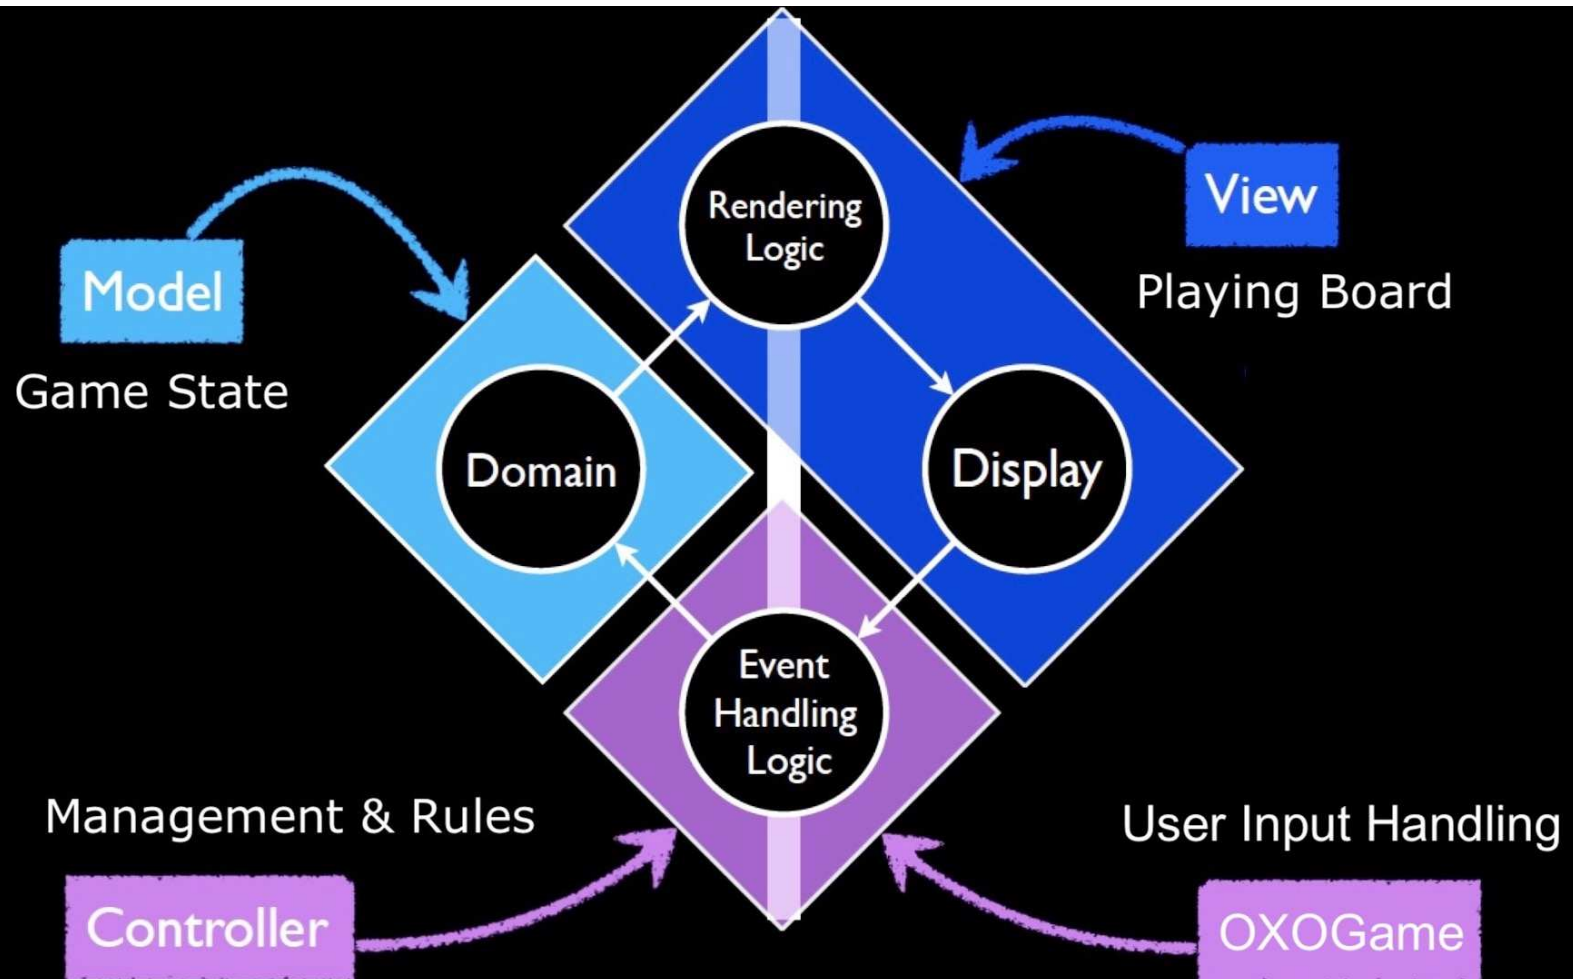 Rendering
Logic
View
Playing Board
Model
Game State
Domain
Display
Event
Handling
Logic
Management & Rules
Controller
User Input Handling
OXOGame